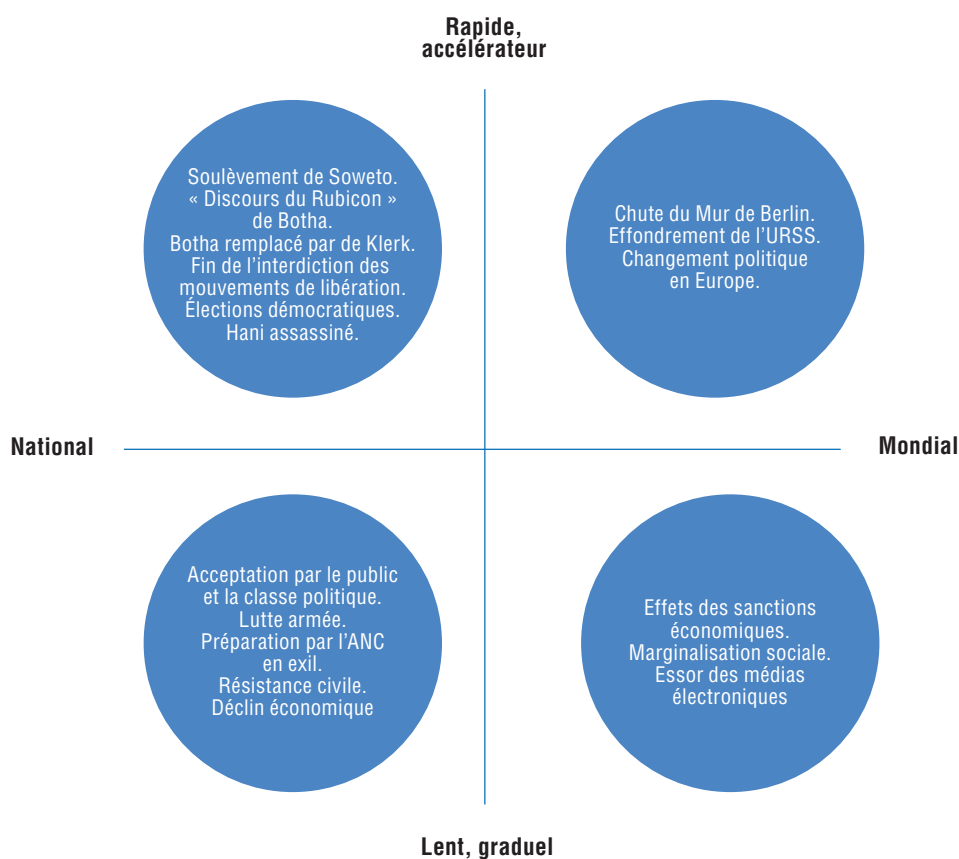 Rapide,
accélérateur
Soulèvement de Soweto.
« Discours du Rubicon »
de Botha.
Botha remplacé par de Klerk.
Fin de l’interdiction des
mouvements de libération.
Élections démocratiques.
Hani assassiné.
Chute du Mur de Berlin.
Effondrement de l’URSS.
Changement politique
en Europe.
National
Mondial
Acceptation par le public
et la classe politique.
Lutte armée.
Préparation par l’ANC
en exil.
Résistance civile.
Déclin économique
Effets des sanctions
économiques.
Marginalisation sociale.
Essor des médias
électroniques
Lent, graduel